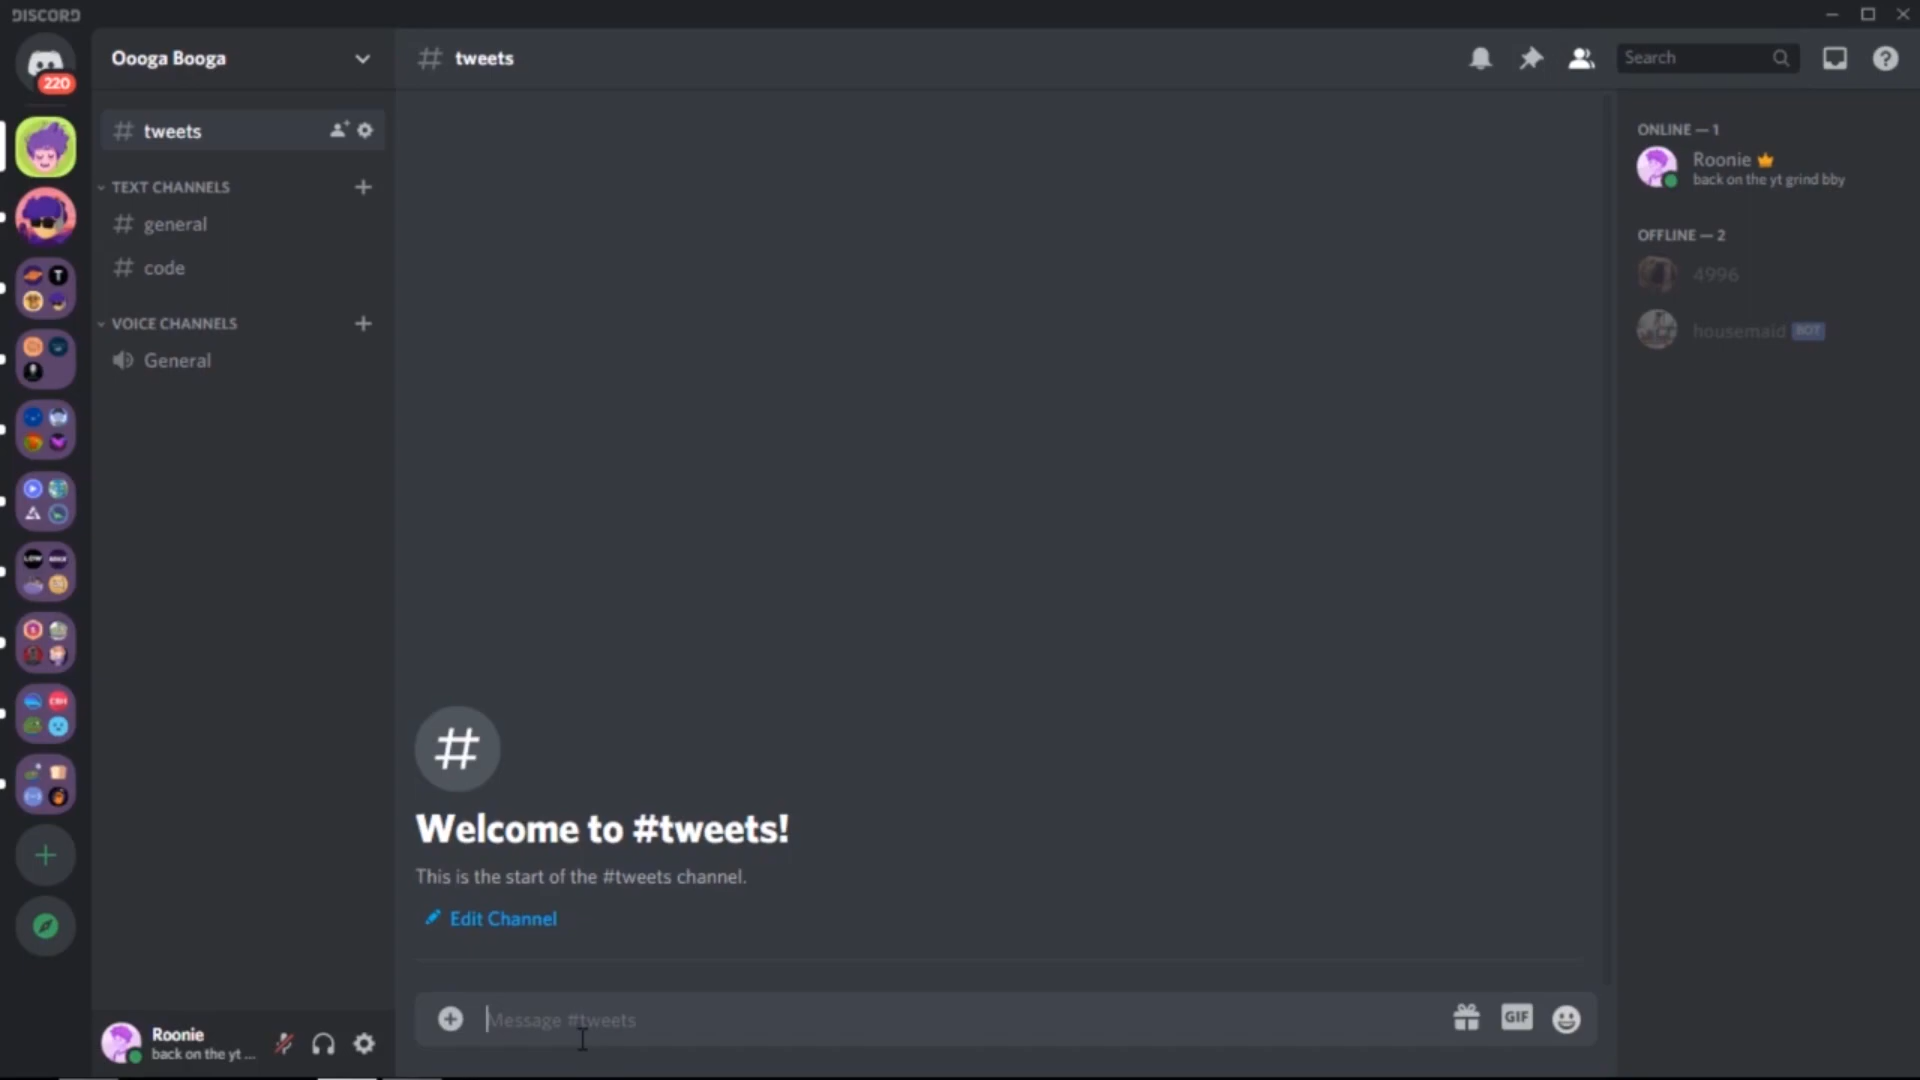 DISCORD
220
Oooga Booga
tweets
Search
tweets
TEXT CHANNELS
general
code
VOICE CHANNELS
General
ONLINE — 1
Roonie
back on the yt grind bby
OFFLINE — 2
4996
housemaid BOT
Welcome to #tweets!
This is the start of the #tweets channel.
Edit Channel
Message #tweets
GIF
Roonie
back on the yt ...